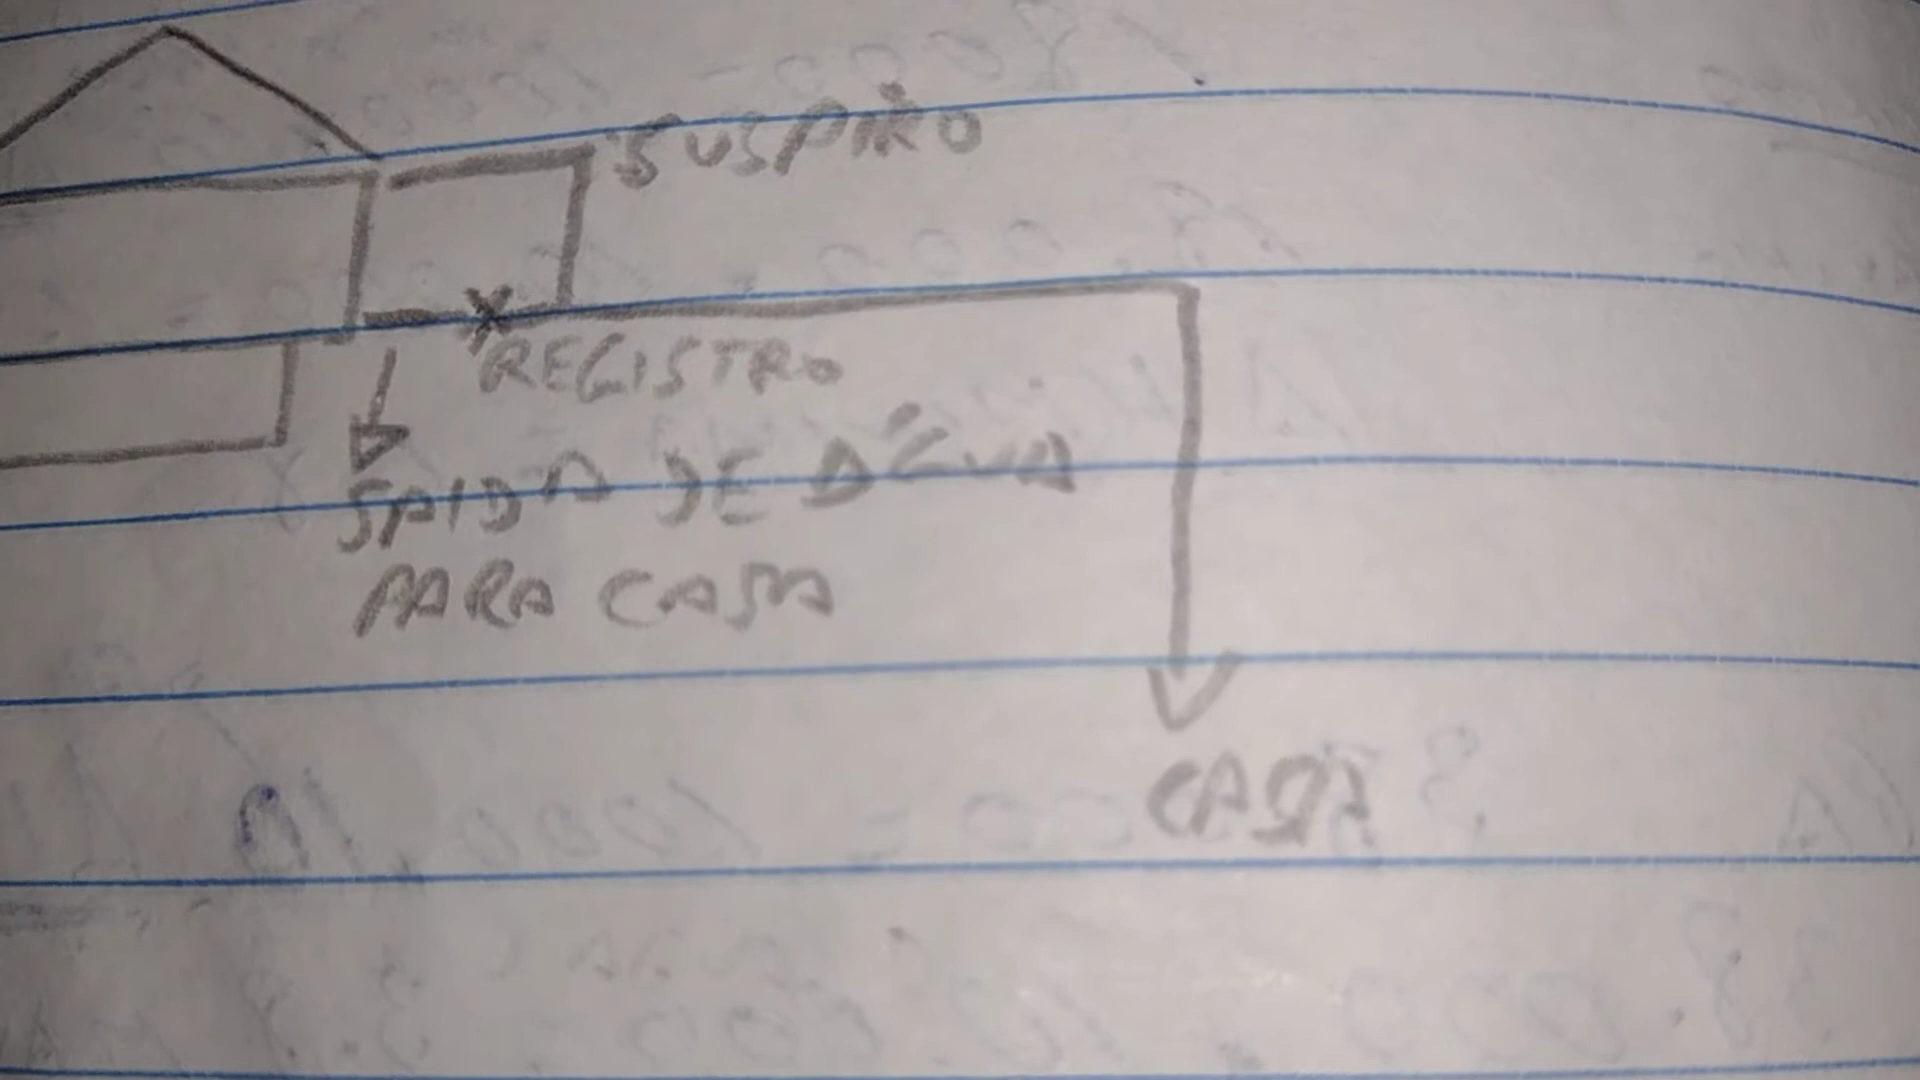 SUSPIRO
REGISTRO
SAIDA DE ÁGUA
PARA CASA
CASA